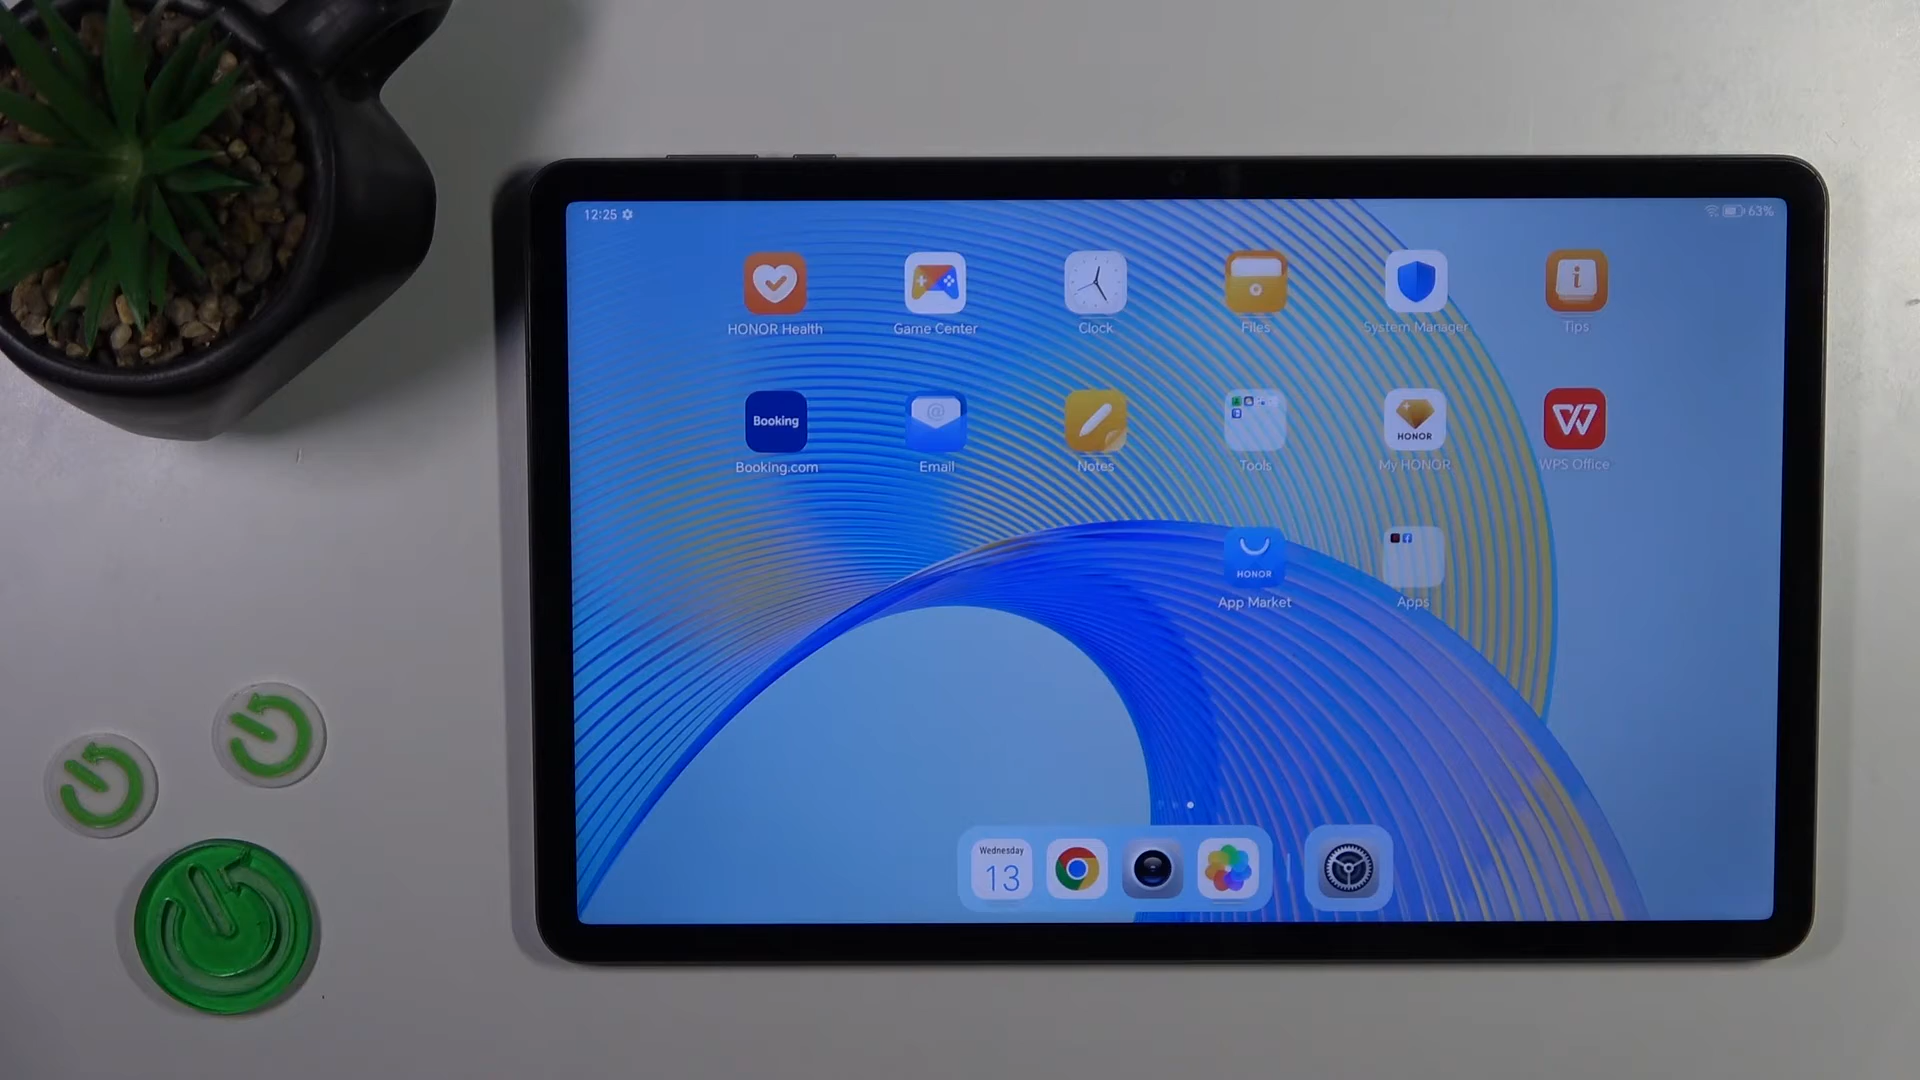 12:25
63%
HONOR Health
Game Center
Clock
Files
System Manager
Tips
Booking
Booking.com
Email
Notes
Tools
HONOR
My HONOR
WPS Office
HONOR
App Market
Apps
Wednesday
13